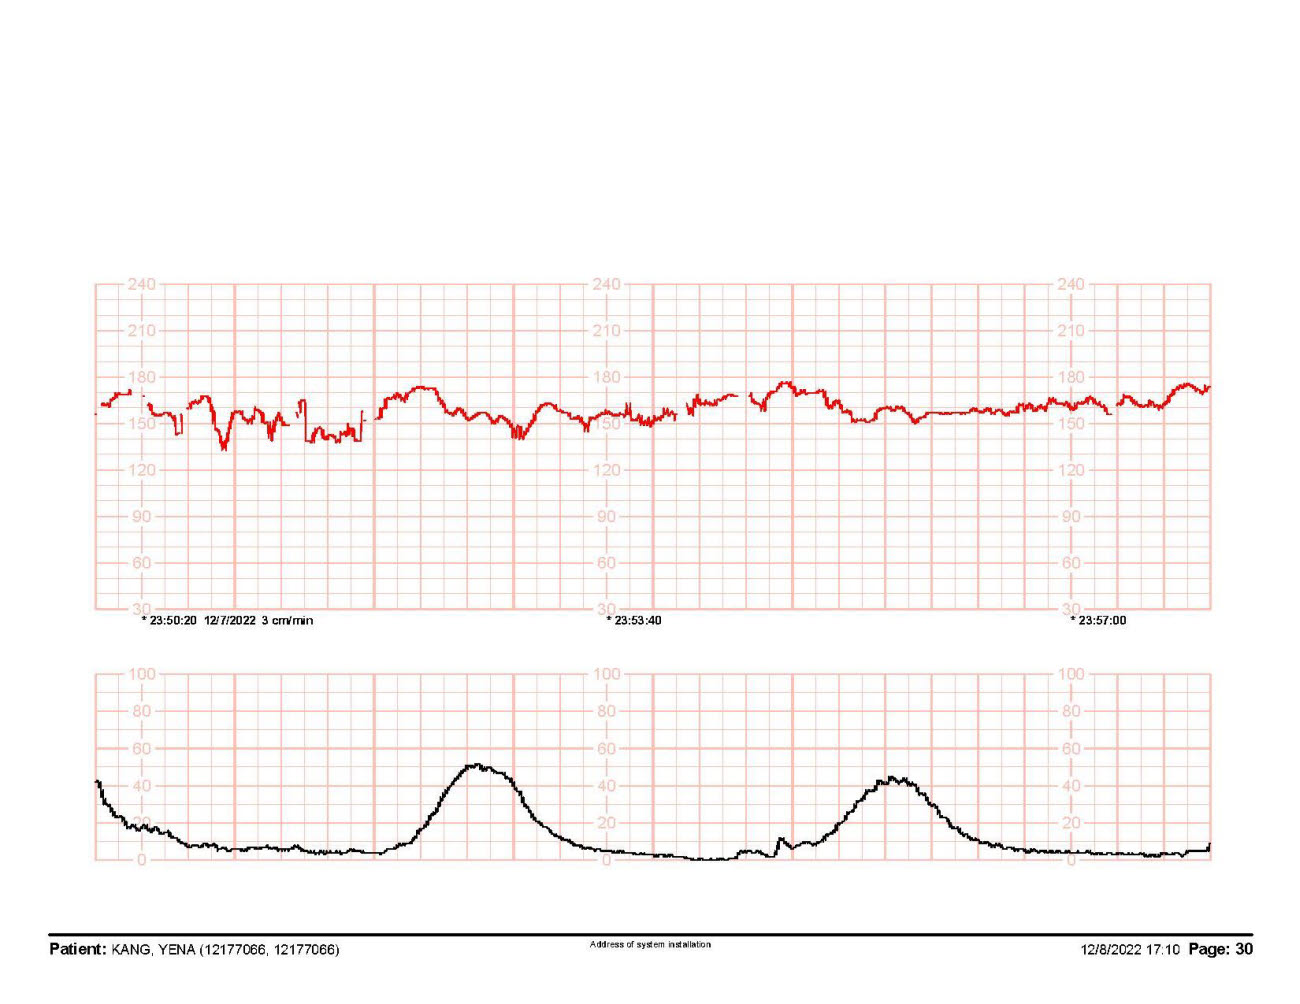 240 240 240
210 210 210
180 180 180
150 150 150
120 120 120
90 90 90
60 60 60
30 30 30
* 23:50:20 12/7/2022 3 cm/min * 23:53:40 * 23:57:00
100 100 100
80 80 80
60 60 60
40 40 40
20 20 20
0 0 0
Patient: KANG, YENA (12177066, 12177066) Address of system installation 12/8/2022 17:10 Page: 30